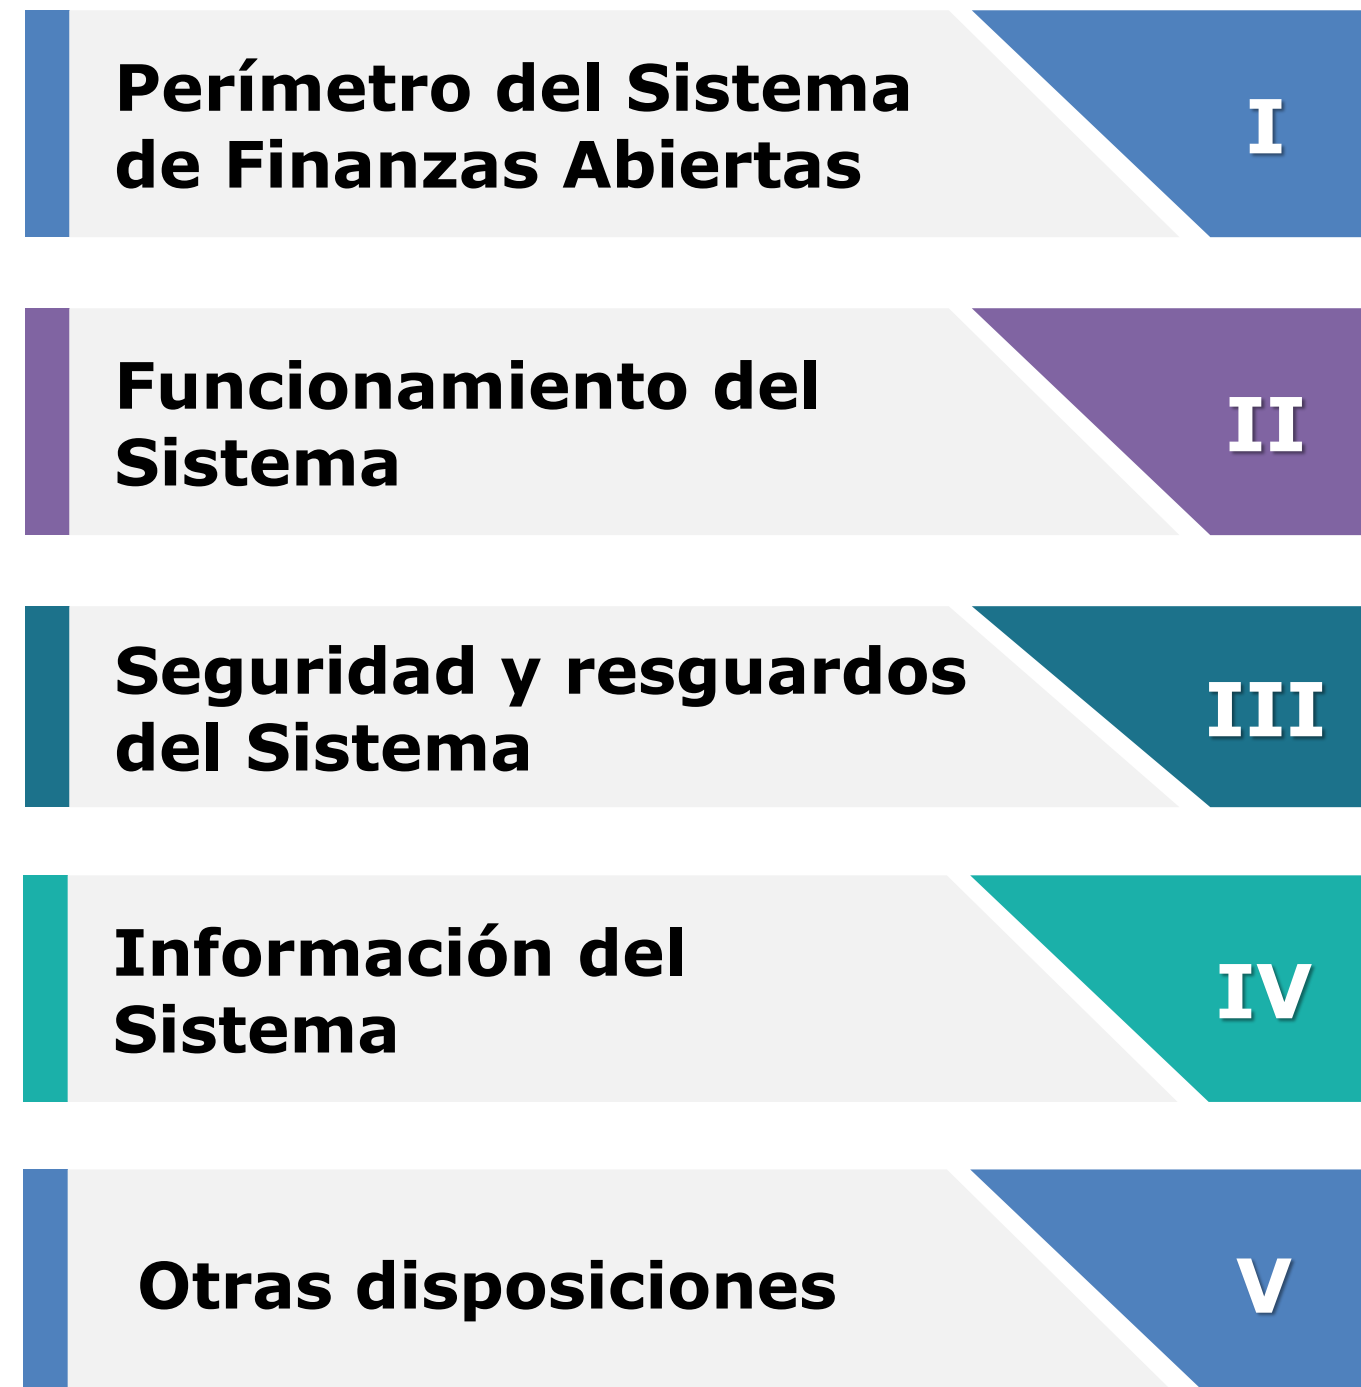 Perímetro del Sistema
de Finanzas Abiertas
I
Funcionamiento del
Sistema
II
Seguridad y resguardos
del Sistema
III
Información del
Sistema
IV
Otras disposiciones
V